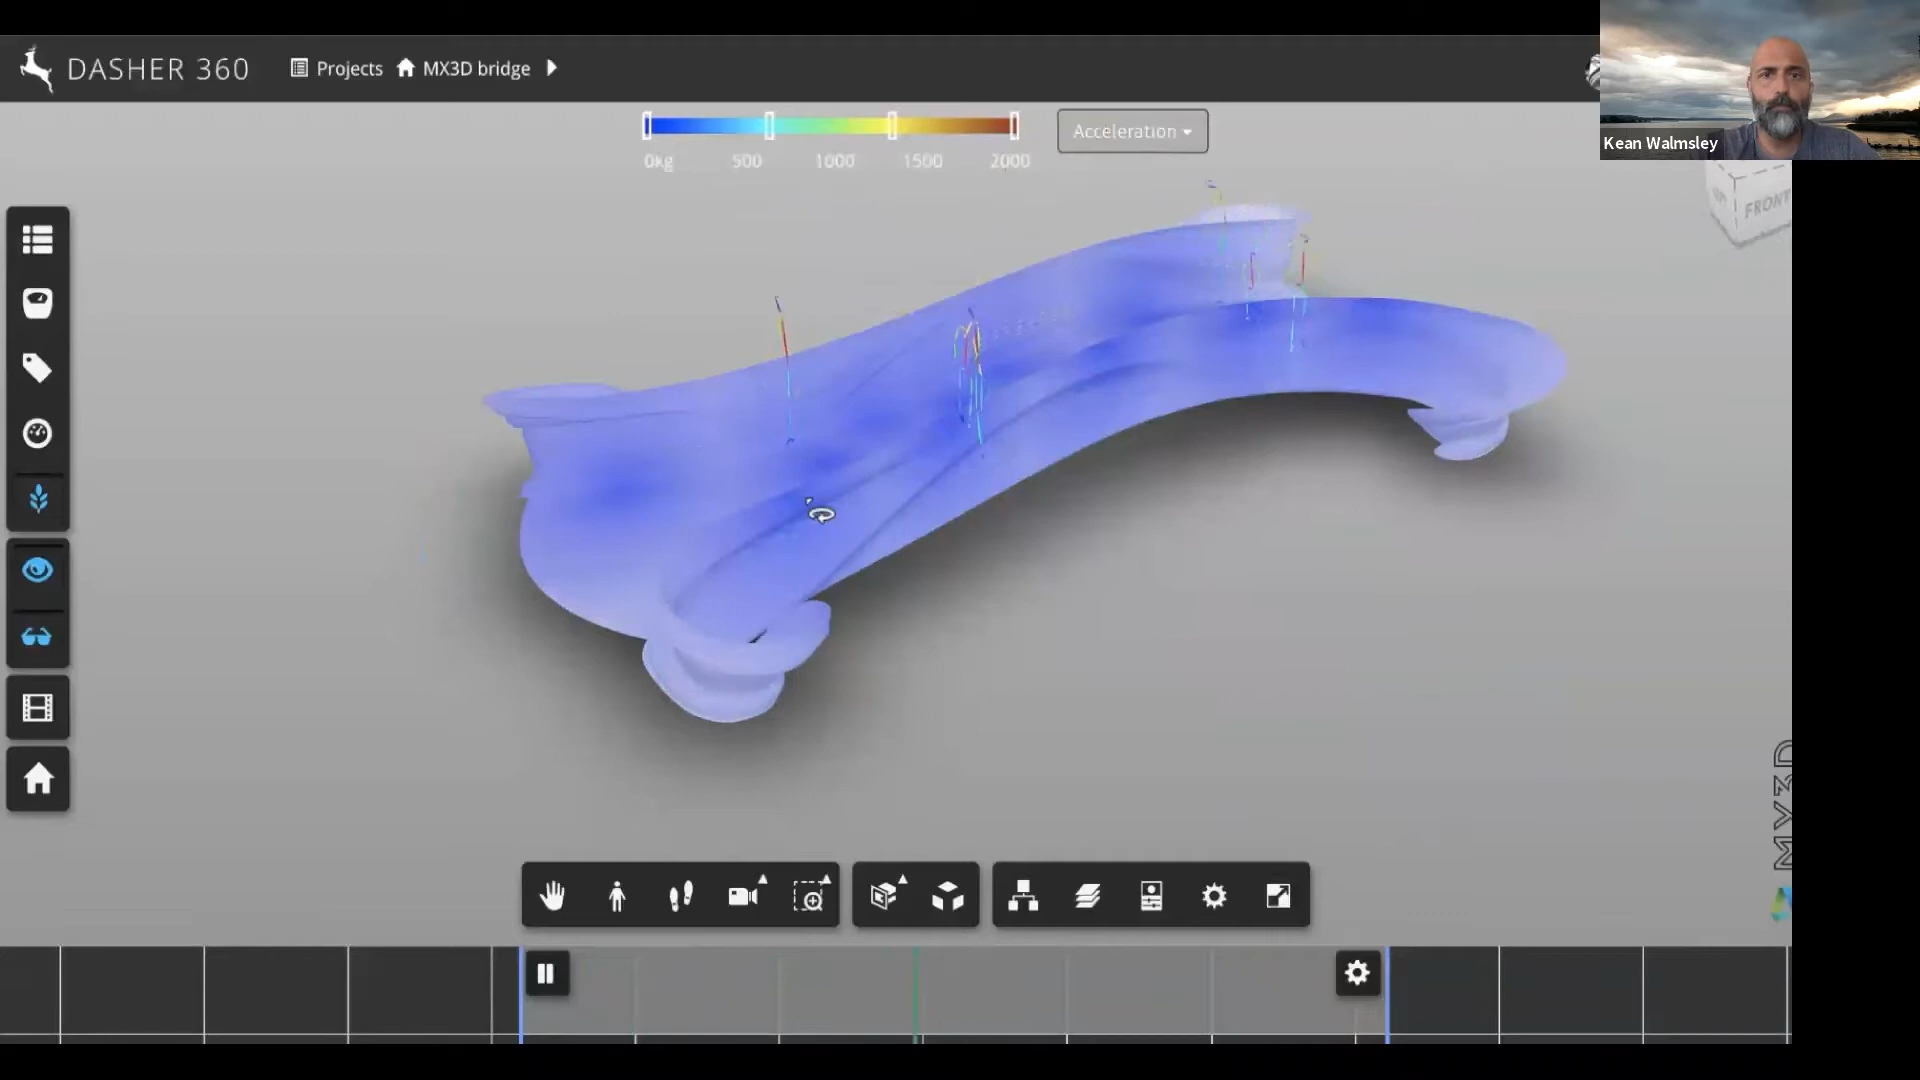 DASHER 360
Projects
MX3D bridge
Acceleration
0kg 500 1000 1500 2000
Kean Walmsley
FRONT
MX3D